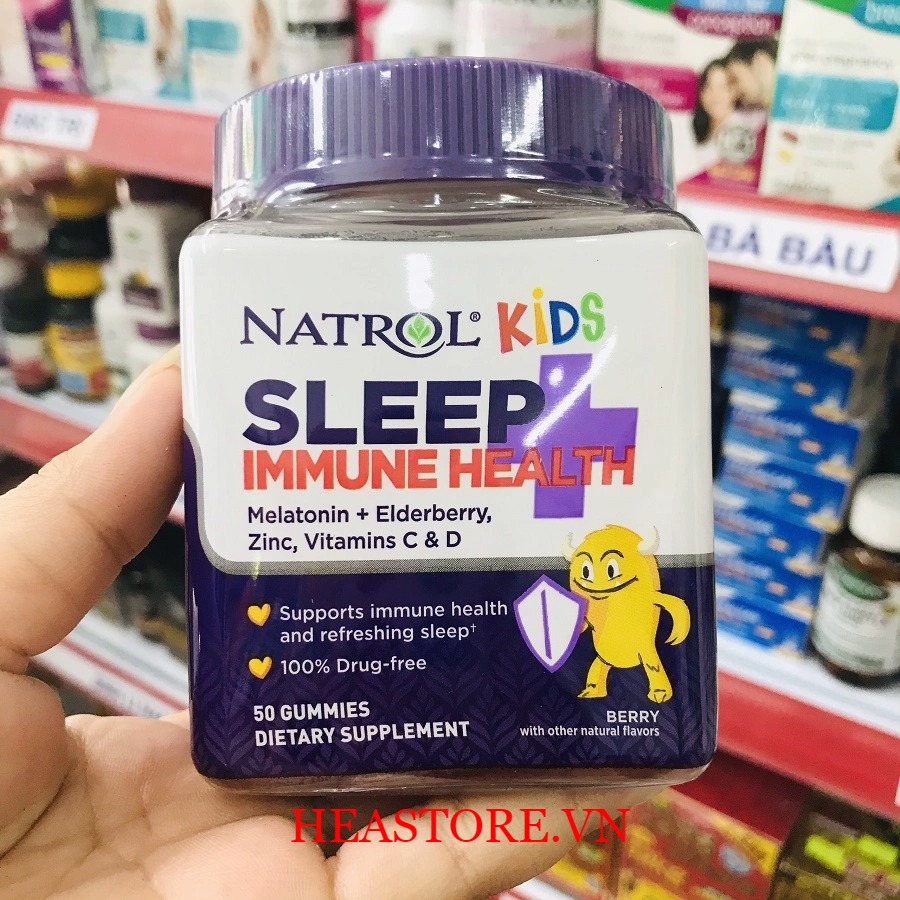 conception
BÀ BẦU
NATROL® KiDS
SLEEP+
IMMUNE HEALTH
Melatonin + Elderberry,
Zinc, Vitamins C & D
Supports immune health
and refreshing sleep†
100% Drug-free
50 GUMMIES
DIETARY SUPPLEMENT
BERRY
with other natural flavors
HEASTORE.VN